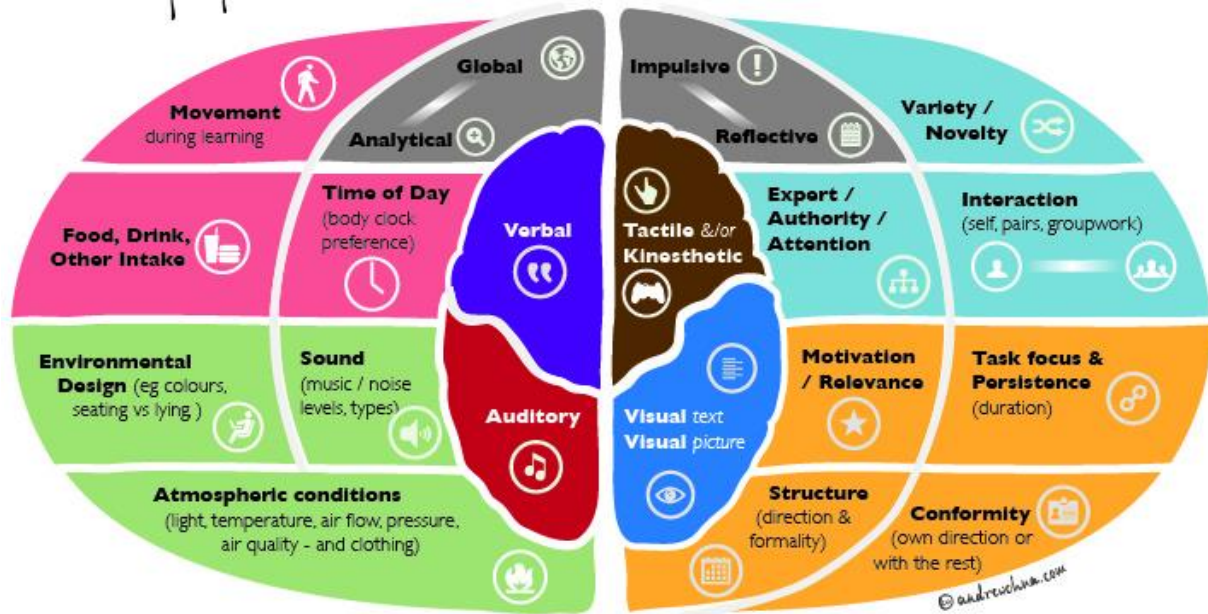 Movement
during learning
Global
Analytical
Impulsive
Reflective
Variety /
Novelty
Food, Drink,
Other Intake
Time of Day
(body clock
preference)
Verbal
Tactile &/or
Kinesthetic
Expert /
Authority /
Attention
Interaction
(self, pairs, groupwork)
Environmental
Design (eg colours,
seating vs lying )
Sound
(music / noise
levels, types)
Auditory
Visual text
Visual picture
Motivation
/ Relevance
Task focus &
Persistence
(duration)
Atmospheric conditions
(light, temperature, air flow, pressure,
air quality - and clothing)
Structure
(direction &
formality)
Conformity
(own direction or
with the rest)
andrewchua.com